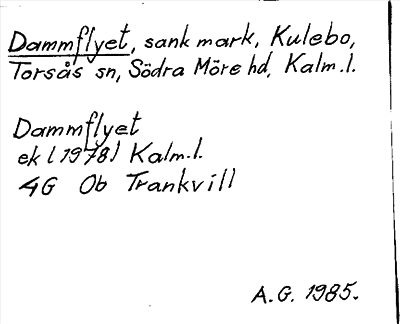 Dammflyet, sank mark, Kulebo,
Torsås sn, Södra Möre hd, Kalm.l.
Dammflyet
ek (1978) Kalm.l.
4G Ob Trankvill
A.G. 1985.